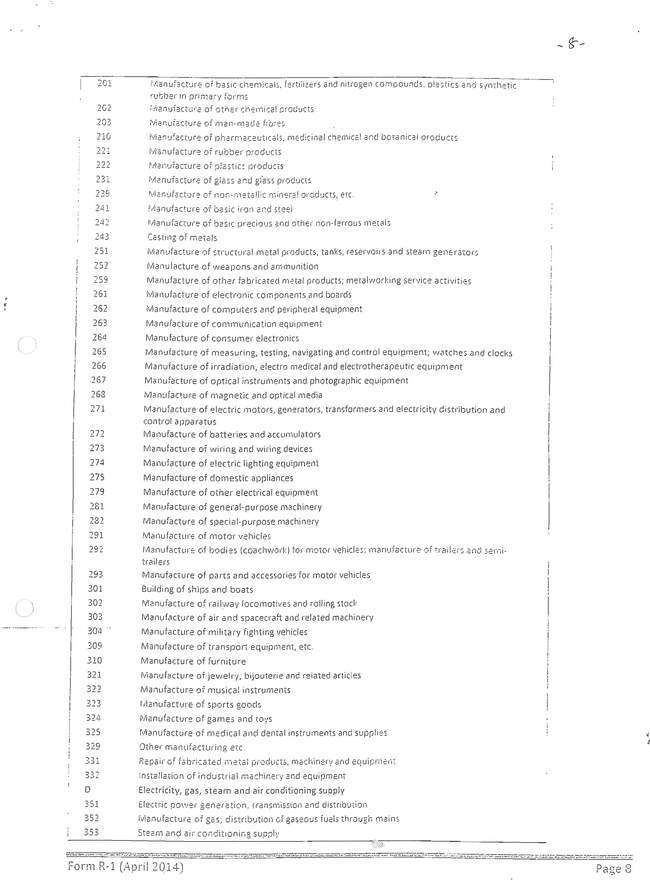 -8-
201 Manufacture of basic chemicals, fertilizers and nitrogen compounds, plastics and synthetic
rubber in primary forms
202 Manufacture of other chemical products
203 Manufacture of man-made fibres
210 Manufacture of pharmaceuticals, medicinal chemical and botanical products
221 Manufacture of rubber products
222 Manufacture of plastics products
231 Manufacture of glass and glass products
239 Manufacture of non-metallic mineral products, etc.
241 Manufacture of basic iron and steel
242 Manufacture of basic precious and other non-ferrous metals
243 Casting of metals
251 Manufacture of structural metal products, tanks, reservoirs and steam generators
252 Manufacture of weapons and ammunition
259 Manufacture of other fabricated metal products; metalworking service activities
261 Manufacture of electronic components and boards
262 Manufacture of computers and peripheral equipment
263 Manufacture of communication equipment
264 Manufacture of consumer electronics
265 Manufacture of measuring, testing, navigating and control equipment; watches and clocks
266 Manufacture of irradiation, electro medical and electrotherapeutic equipment
267 Manufacture of optical instruments and photographic equipment
268 Manufacture of magnetic and optical media
271 Manufacture of electric motors, generators, transformers and electricity distribution and
control apparatus
272 Manufacture of batteries and accumulators
273 Manufacture of wiring and wiring devices
274 Manufacture of electric lighting equipment
275 Manufacture of domestic appliances
279 Manufacture of other electrical equipment
281 Manufacture of general-purpose machinery
282 Manufacture of special-purpose machinery
291 Manufacture of motor vehicles
292 Manufacture of bodies (coachwork) for motor vehicles; manufacture of trailers and semi-
trailers
293 Manufacture of parts and accessories for motor vehicles
301 Building of ships and boats
302 Manufacture of railway locomotives and rolling stock
303 Manufacture of air and spacecraft and related machinery
304 Manufacture of military fighting vehicles
309 Manufacture of transport equipment, etc.
310 Manufacture of furniture
321 Manufacture of jewelry, bijouterie and related articles
322 Manufacture of musical instruments
323 Manufacture of sports goods
324 Manufacture of games and toys
325 Manufacture of medical and dental instruments and supplies
329 Other manufacturing etc.
331 Repair of fabricated metal products, machinery and equipment
332 Installation of industrial machinery and equipment
D Electricity, gas, steam and air conditioning supply
351 Electric power generation, transmission and distribution
352 Manufacture of gas; distribution of gaseous fuels through mains
353 Steam and air conditioning supply
Form R-1 (April 2014) Page 8